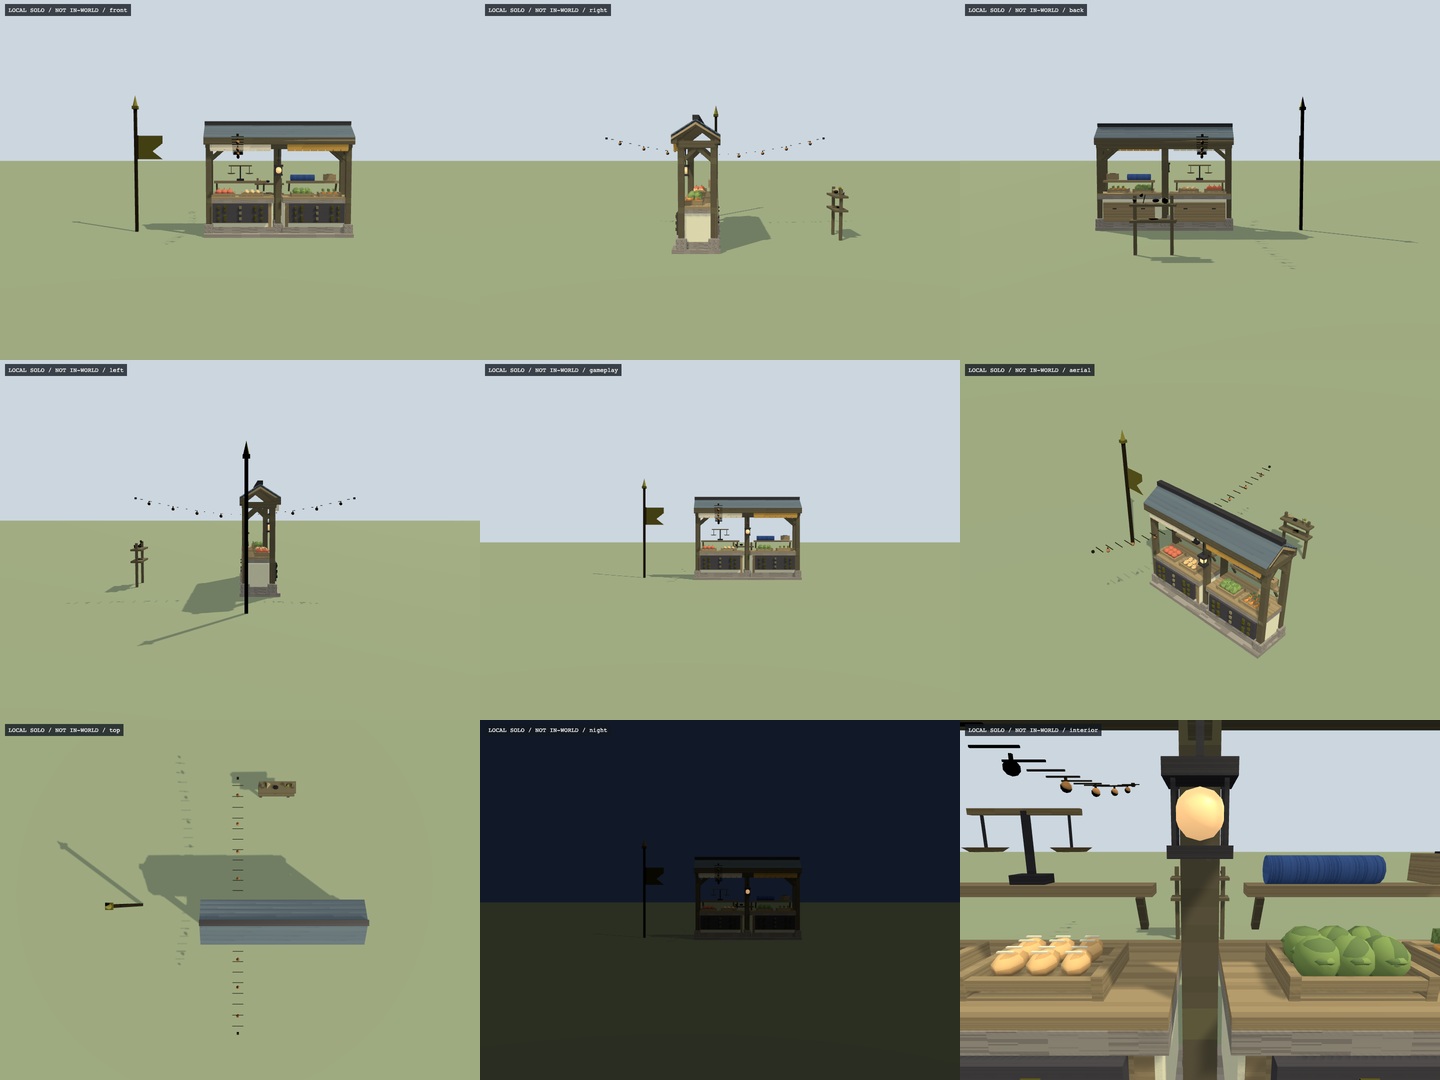 LOCAL SOLO / NOT IN-WORLD / front
LOCAL SOLO / NOT IN-WORLD / right
LOCAL SOLO / NOT IN-WORLD / back
LOCAL SOLO / NOT IN-WORLD / left
LOCAL SOLO / NOT IN-WORLD / gameplay
LOCAL SOLO / NOT IN-WORLD / aerial
LOCAL SOLO / NOT IN-WORLD / top
LOCAL SOLO / NOT IN-WORLD / night
LOCAL SOLO / NOT IN-WORLD / interior